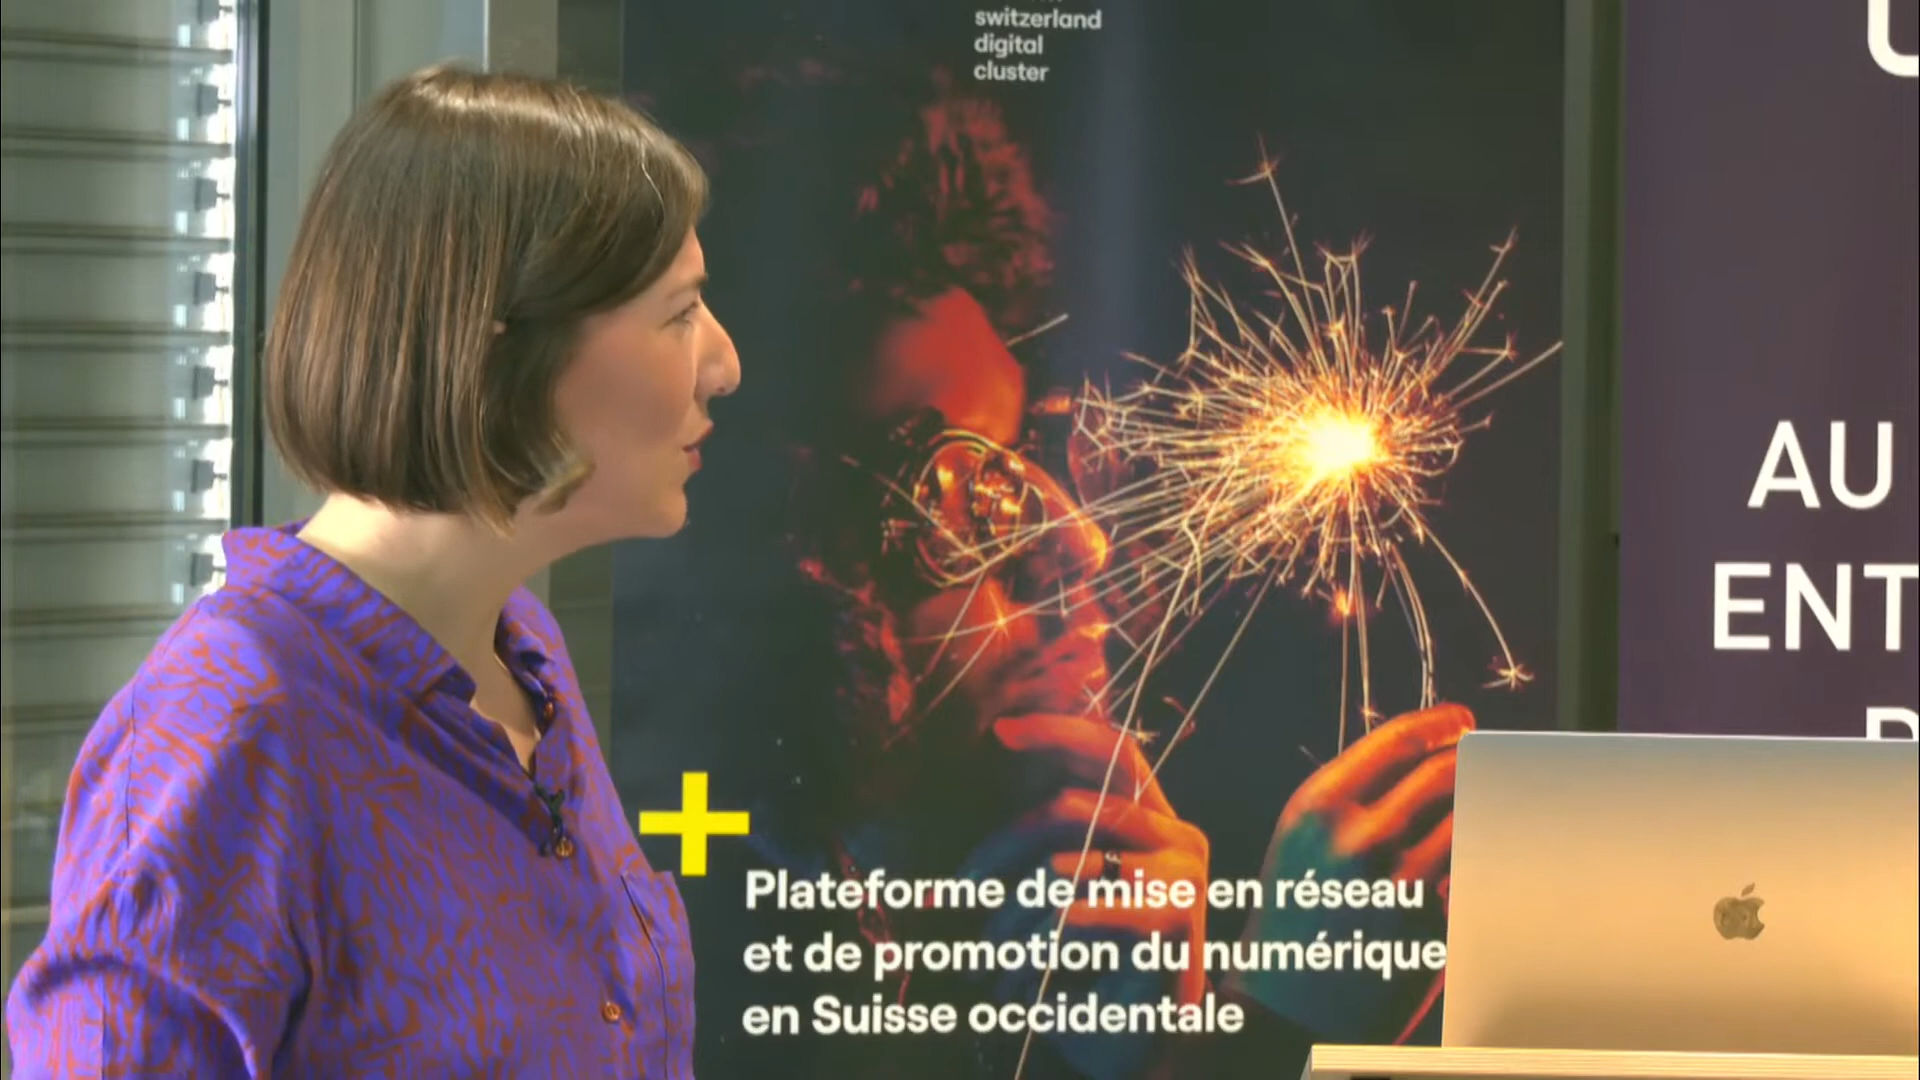 switzerland
digital
cluster
Plateforme de mise en réseau
et de promotion du numérique
en Suisse occidentale
AU
ENT